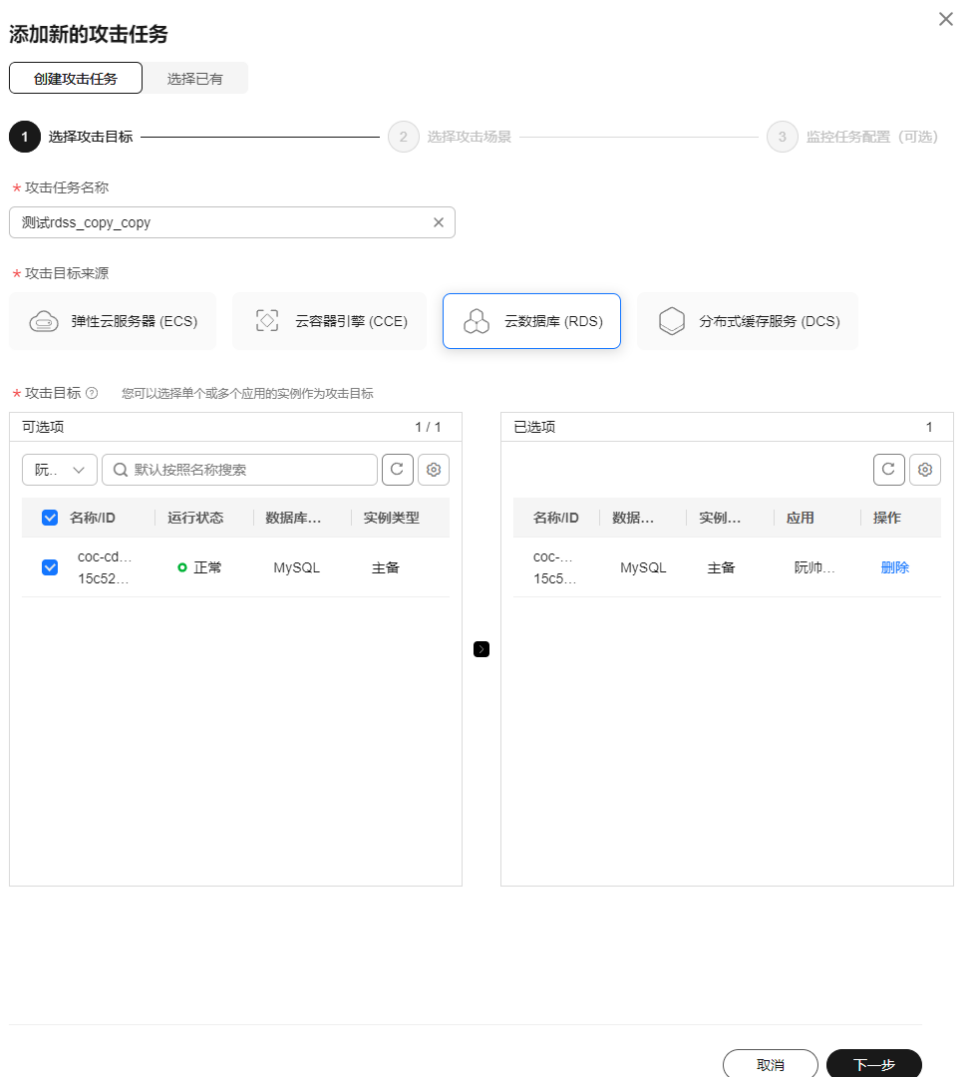 添加新的攻击任务
创建攻击任务 选择已有
1 选择攻击目标 2 选择攻击场景 3 监控任务配置（可选）
* 攻击任务名称
测试rdss_copy_copy
* 攻击目标来源
弹性云服务器 (ECS) 云容器引擎 (CCE) 云数据库 (RDS) 分布式缓存服务 (DCS)
* 攻击目标 您可以选择单个或多个应用的实例作为攻击目标
可选项 1 / 1
阮.. 默认按照名称搜索
名称/ID 运行状态 数据库... 实例类型
coc-cd... 正常 MySQL 主备
15c52...
已选项 1
名称/ID 数据... 实例... 应用 操作
coc-... MySQL 主备 阮帅... 删除
15c5...
取消 下一步